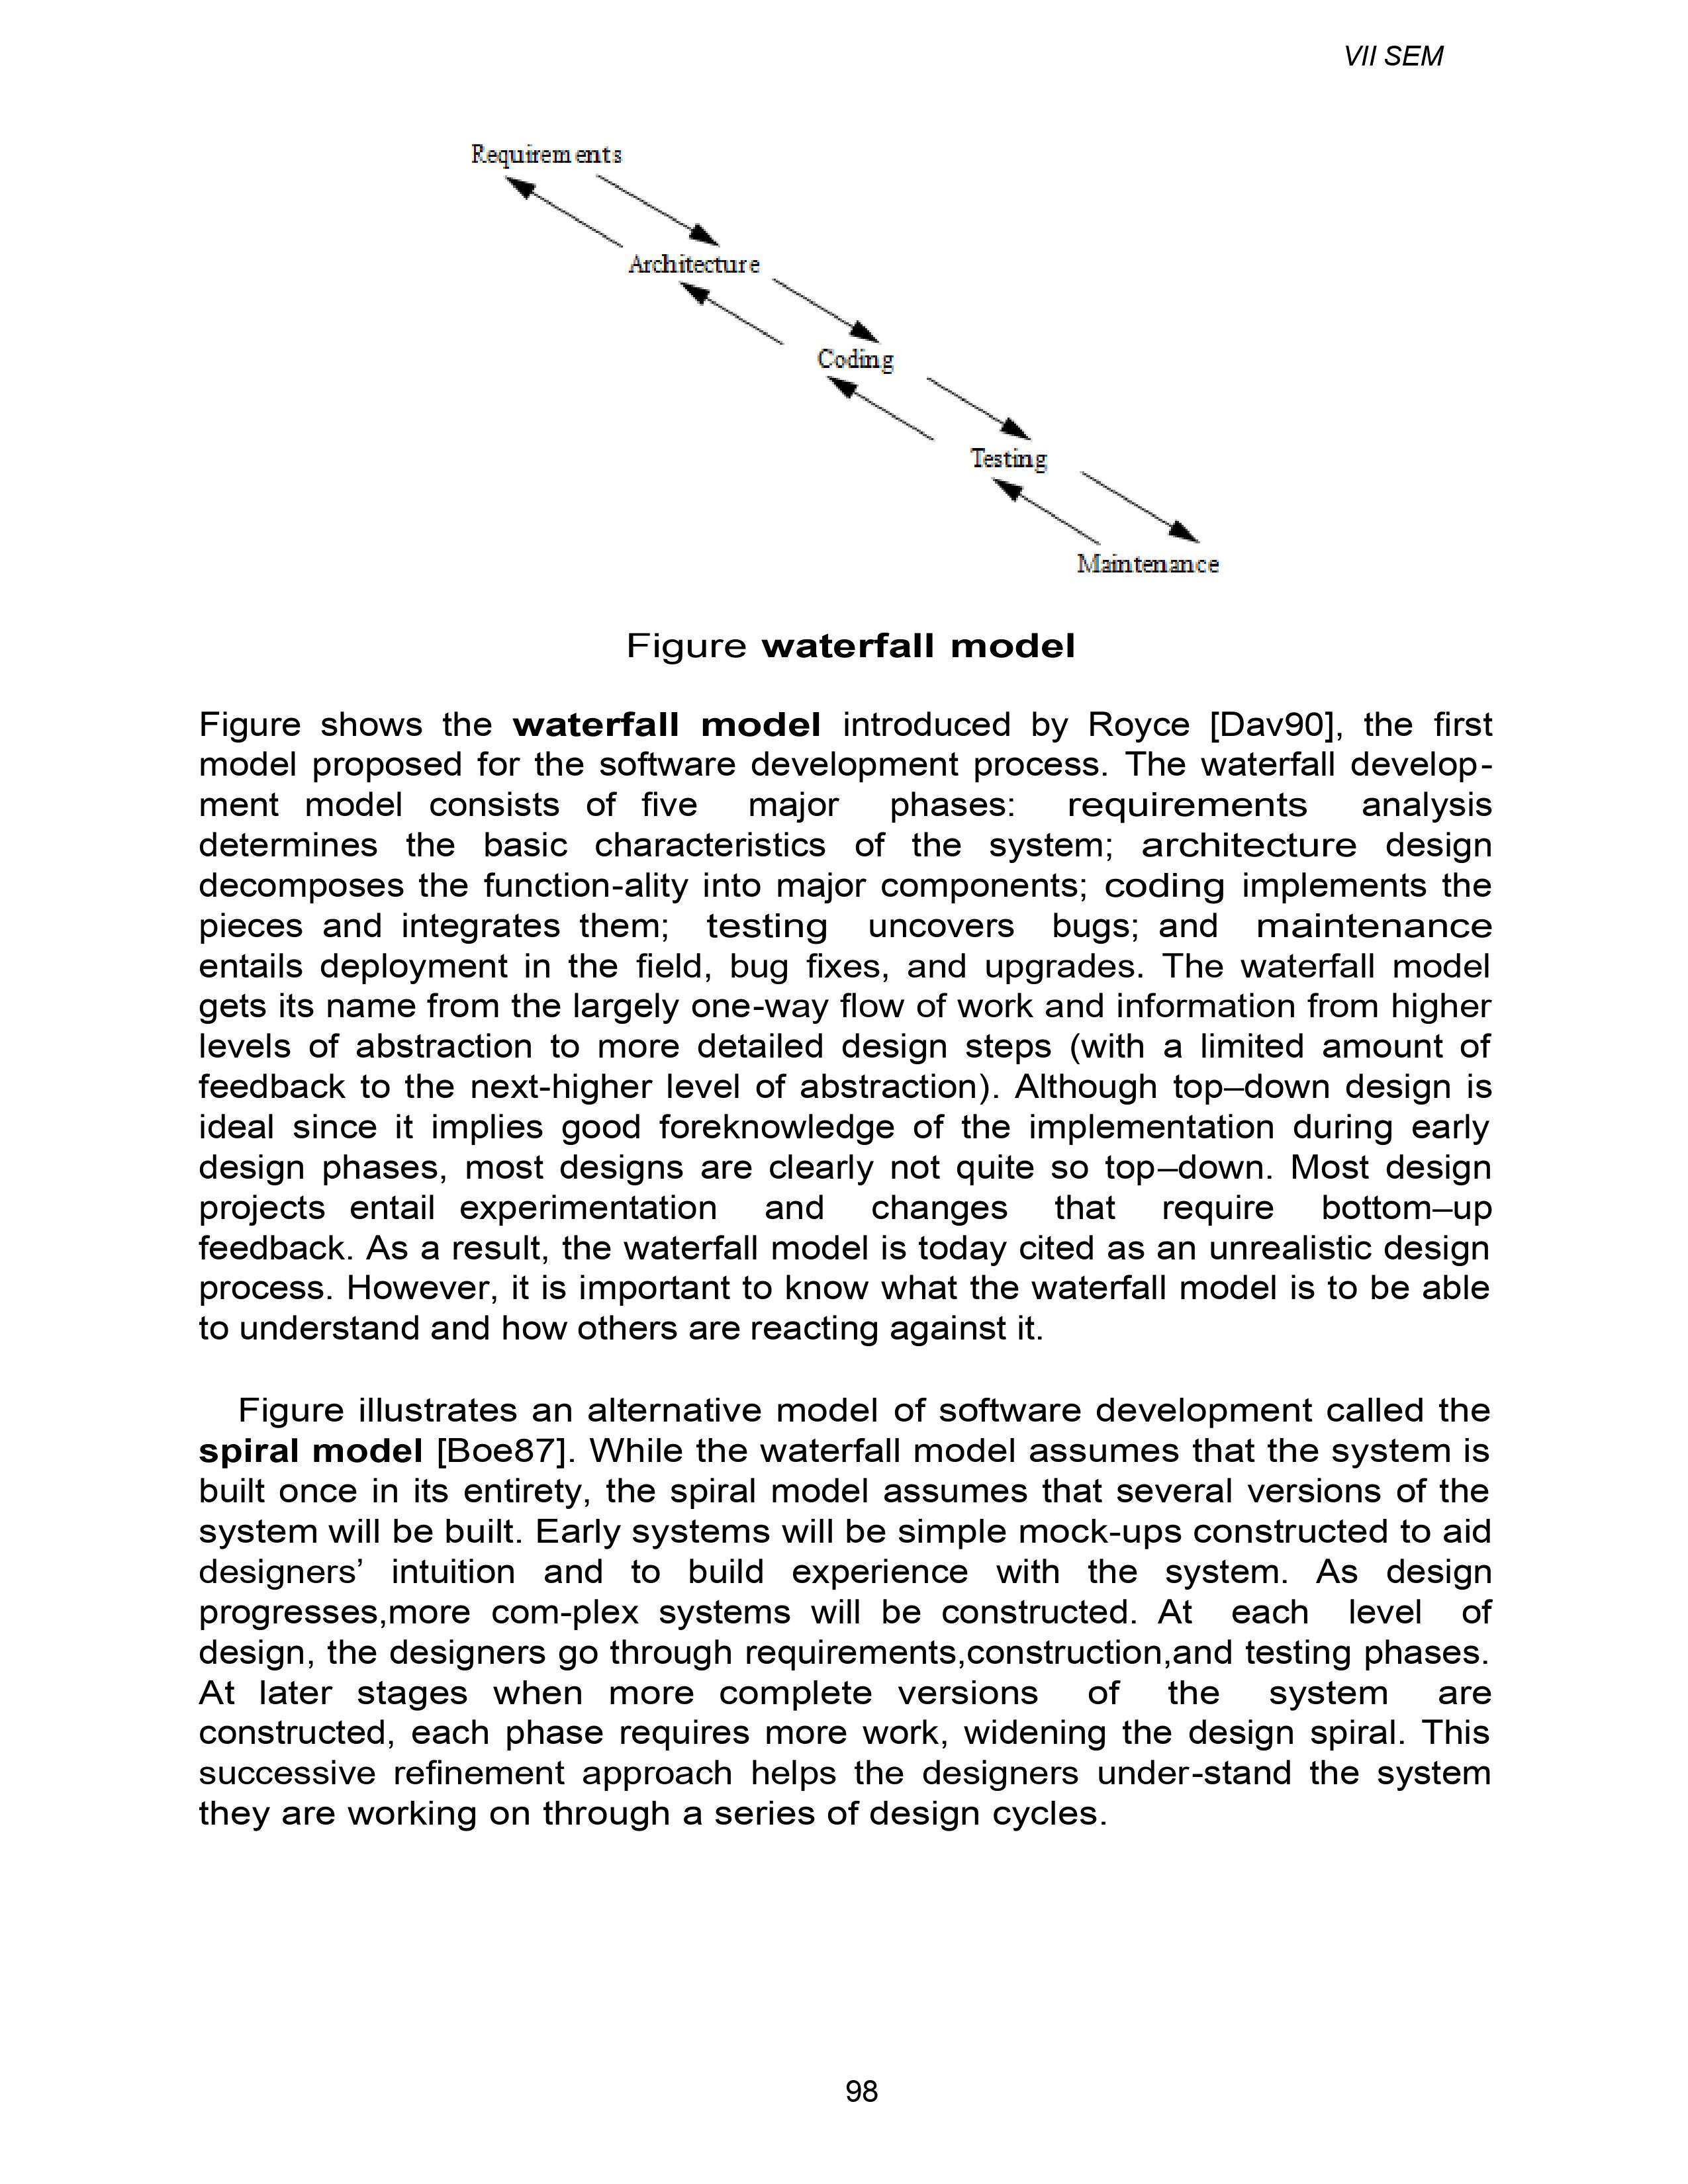 VII SEM
Requirements
Architecture
Coding
Testing
Maintenance
Figure waterfall model
Figure shows the waterfall model introduced by Royce [Dav90], the first
model proposed for the software development process. The waterfall develop-
ment model consists of five major phases: requirements analysis
determines the basic characteristics of the system; architecture design
decomposes the function-ality into major components; coding implements the
pieces and integrates them; testing uncovers bugs; and maintenance
entails deployment in the field, bug fixes, and upgrades. The waterfall model
gets its name from the largely one-way flow of work and information from higher
levels of abstraction to more detailed design steps (with a limited amount of
feedback to the next-higher level of abstraction). Although top–down design is
ideal since it implies good foreknowledge of the implementation during early
design phases, most designs are clearly not quite so top–down. Most design
projects entail experimentation and changes that require bottom–up
feedback. As a result, the waterfall model is today cited as an unrealistic design
process. However, it is important to know what the waterfall model is to be able
to understand and how others are reacting against it.
Figure illustrates an alternative model of software development called the
spiral model [Boe87]. While the waterfall model assumes that the system is
built once in its entirety, the spiral model assumes that several versions of the
system will be built. Early systems will be simple mock-ups constructed to aid
designers’ intuition and to build experience with the system. As design
progresses,more com-plex systems will be constructed. At each level of
design, the designers go through requirements,construction,and testing phases.
At later stages when more complete versions of the system are
constructed, each phase requires more work, widening the design spiral. This
successive refinement approach helps the designers under-stand the system
they are working on through a series of design cycles.
98